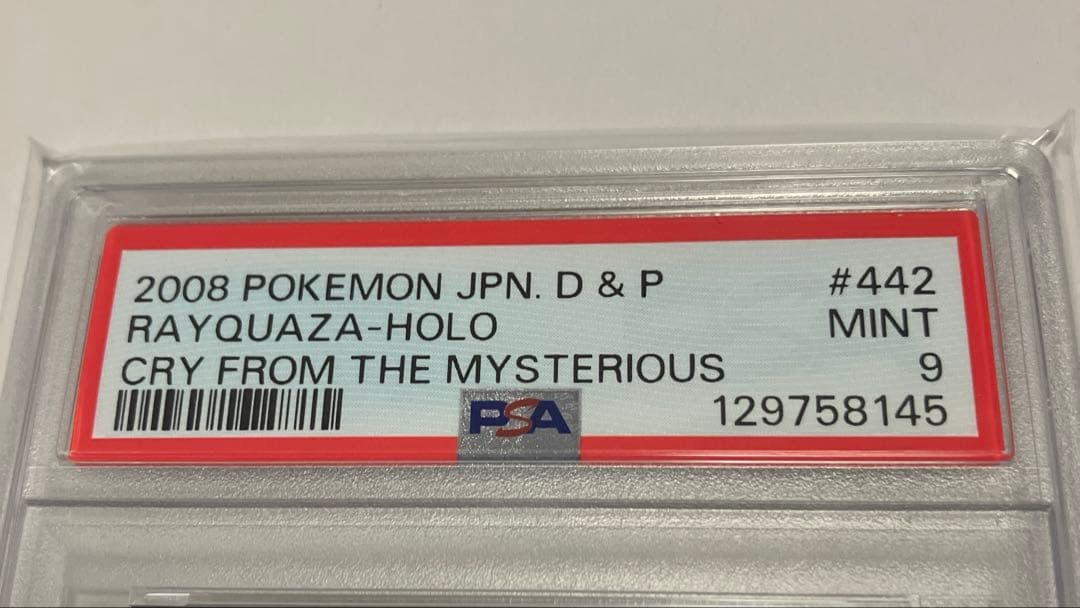 2008 POKEMON JPN. D & P #442
RAYQUAZA-HOLO MINT
CRY FROM THE MYSTERIOUS 9
PSA 129758145